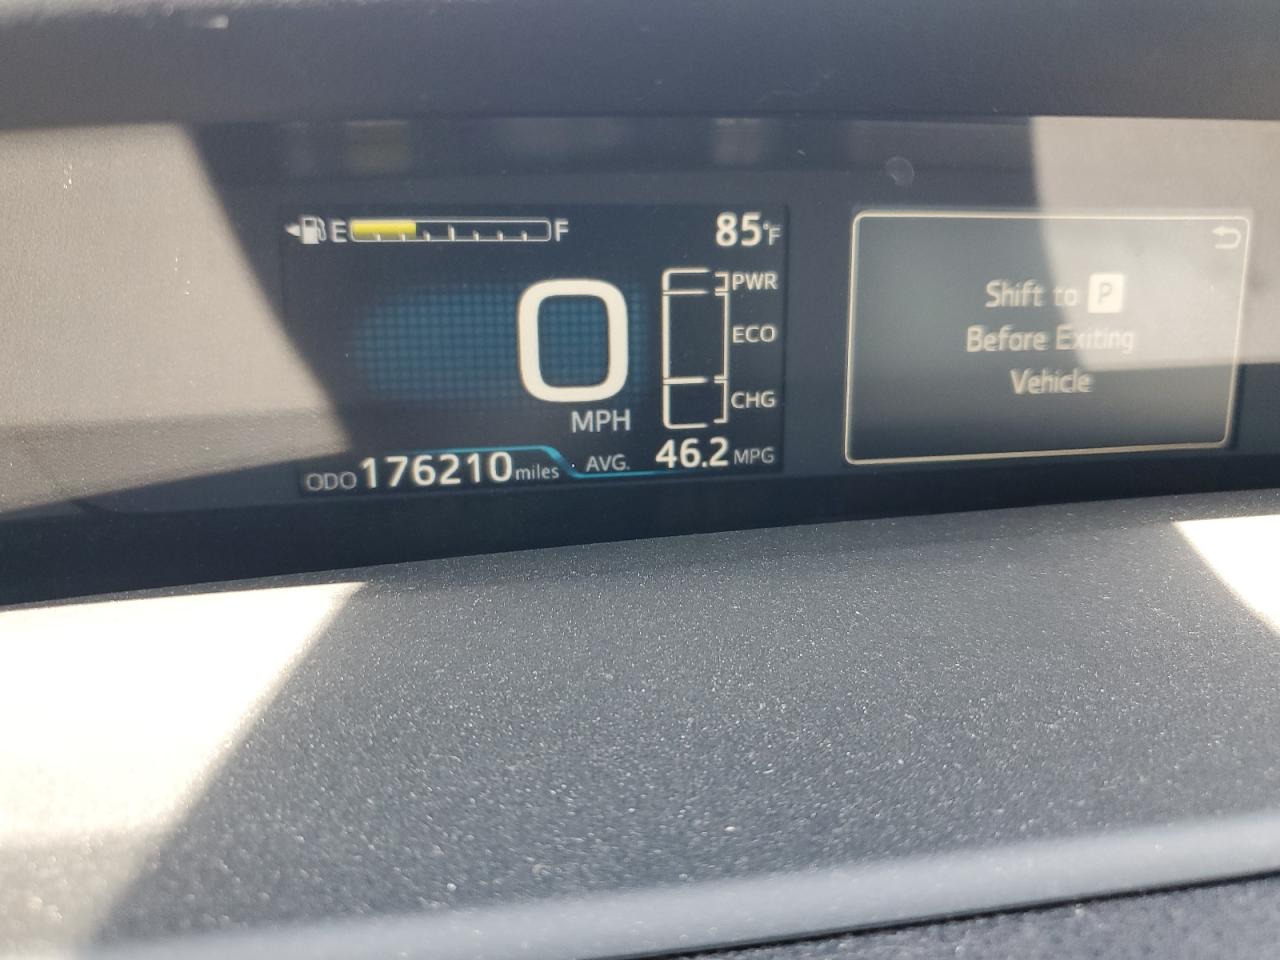 E F 85°F
PWR
ECO
0
CHG
MPH
ODO 176210 miles AVG. 46.2 MPG
Shift to P
Before Exiting
Vehicle